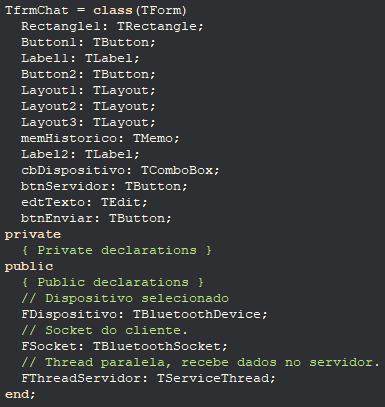 TfrmChat = class(TForm)
Rectangle1: TRectangle;
Button1: TButton;
Label1: TLabel;
Button2: TButton;
Layout1: TLayout;
Layout2: TLayout;
Layout3: TLayout;
memHistorico: TMemo;
Label2: TLabel;
cbDispositivo: TComboBox;
btnServidor: TButton;
edtTexto: TEdit;
btnEnviar: TButton;
private
{ Private declarations }
public
{ Public declarations }
// Dispositivo selecionado
FDispositivo: TBluetoothDevice;
// Socket do cliente.
FSocket: TBluetoothSocket;
// Thread paralela, recebe dados no servidor.
FThreadServidor: TServiceThread;
end;